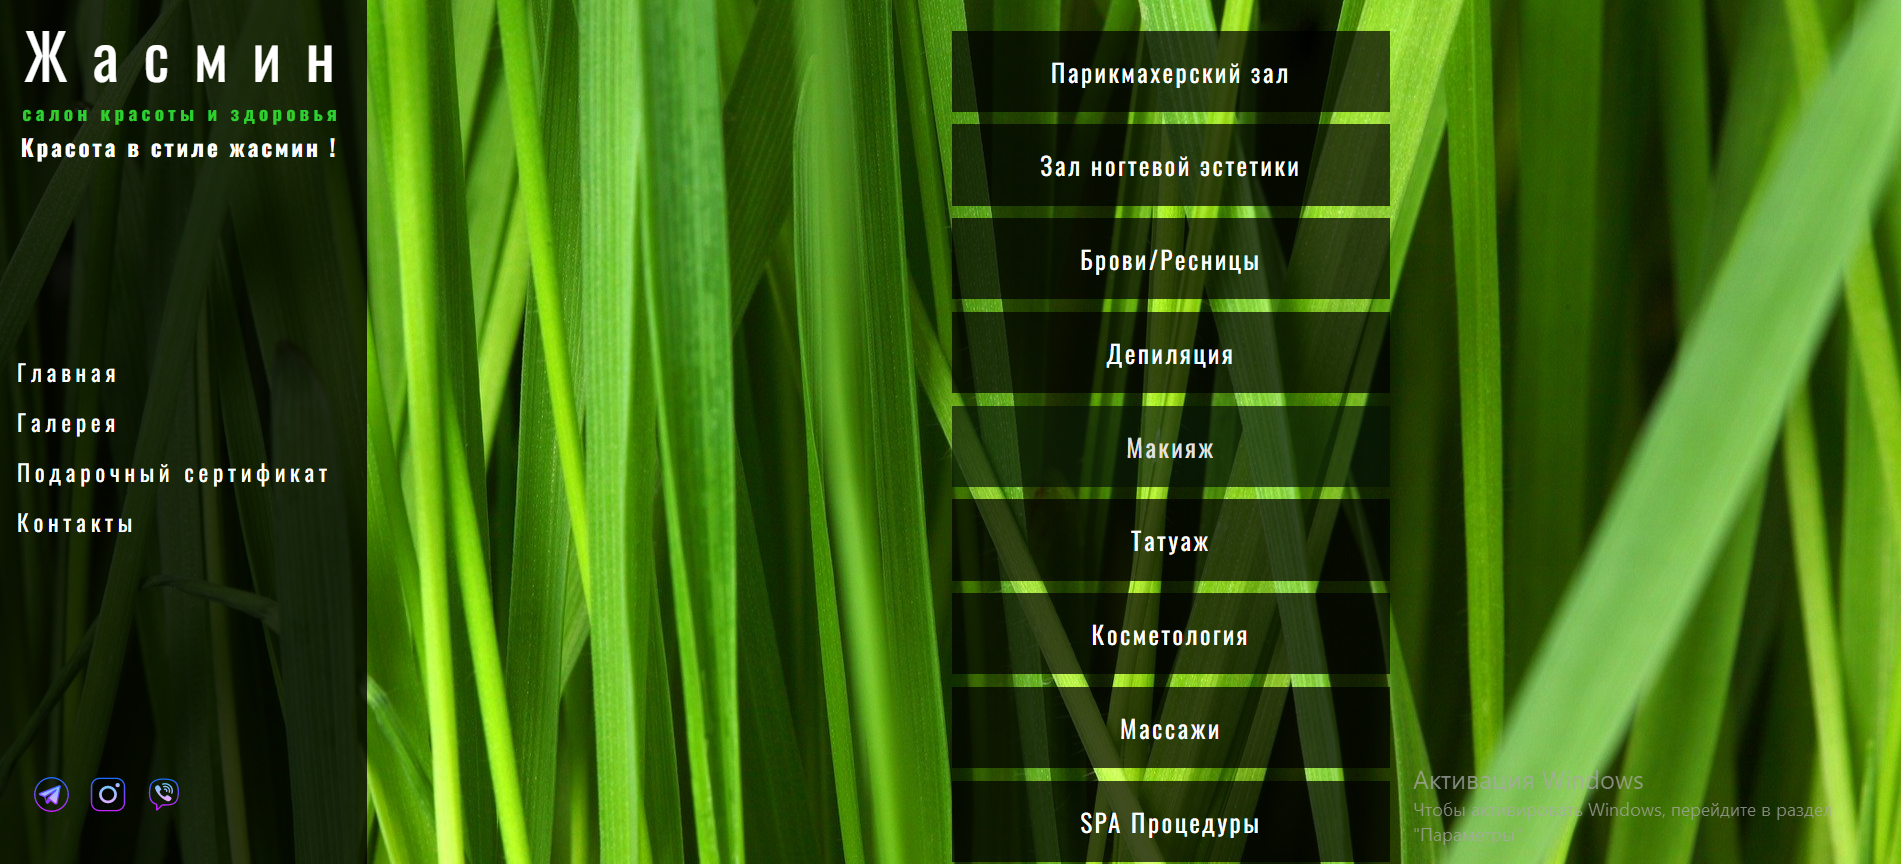 Жасмин
салон красоты и здоровья
Красота в стиле жасмин !
Главная
Галерея
Подарочный сертификат
Контакты
Парикмахерский зал
Зал ногтевой эстетики
Брови/Ресницы
Депиляция
Макияж
Татуаж
Косметология
Массажи
SPA Процедуры
Активация Windows
Чтобы активировать Windows, перейдите в раздел
"Параметры".